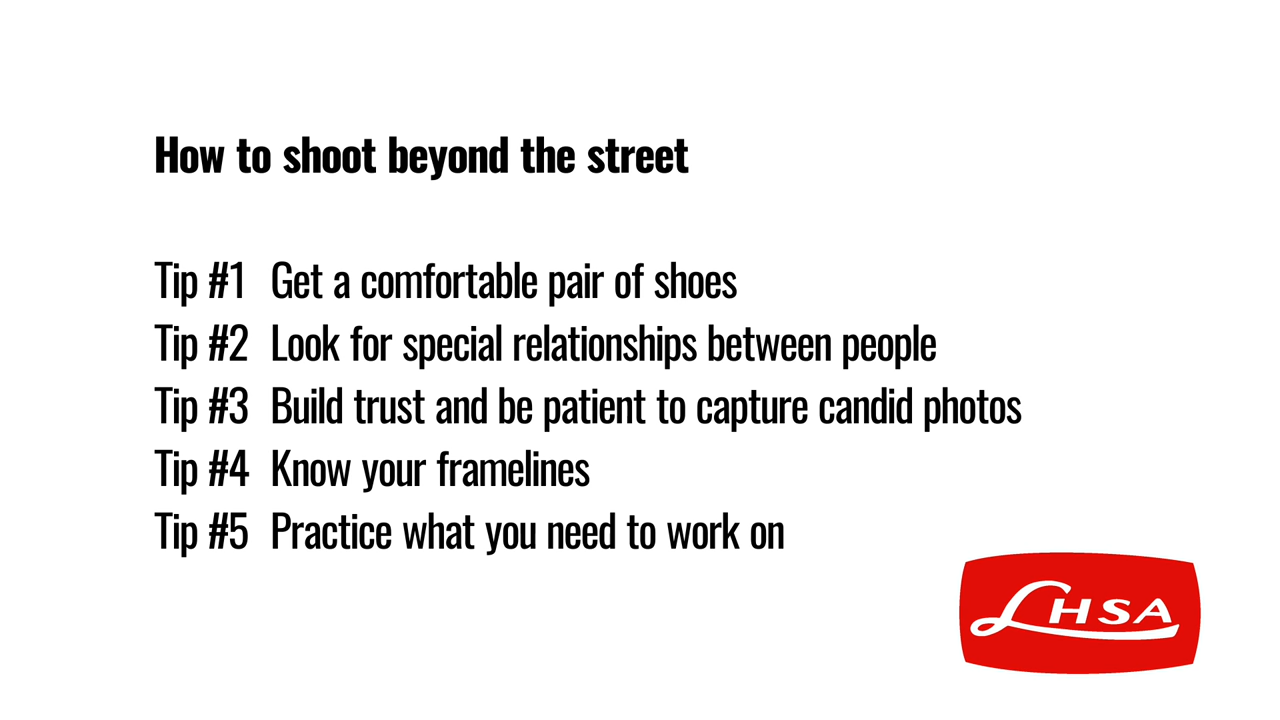 How to shoot beyond the street
Tip #1 Get a comfortable pair of shoes
Tip #2 Look for special relationships between people
Tip #3 Build trust and be patient to capture candid photos
Tip #4 Know your framelines
Tip #5 Practice what you need to work on
LHSA